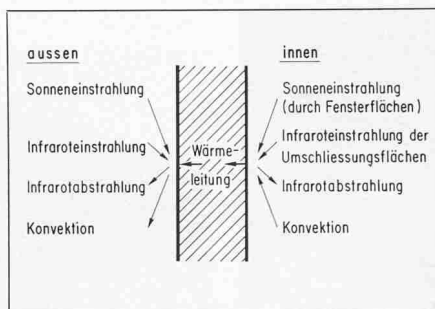 aussen
Sonneneinstrahlung
Infraroteinstrahlung
Infrarotabstrahlung
Konvektion
Wärme-
leitung
innen
Sonneneinstrahlung
(durch Fensterflächen)
Infraroteinstrahlung der
Umschliessungsflächen
Infrarotabstrahlung
Konvektion